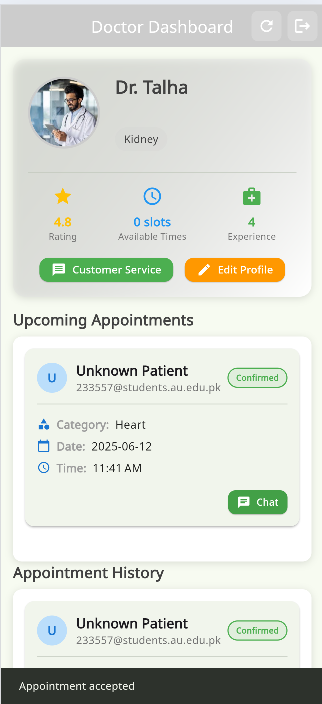 Doctor Dashboard
Dr. Talha
Kidney
4.8
Rating
0 slots
Available Times
4
Experience
Customer Service
Edit Profile
Upcoming Appointments
U
Unknown Patient
233557@students.au.edu.pk
Confirmed
Category: Heart
Date: 2025-06-12
Time: 11:41 AM
Chat
Appointment History
U
Unknown Patient
233557@students.au.edu.pk
Confirmed
Appointment accepted